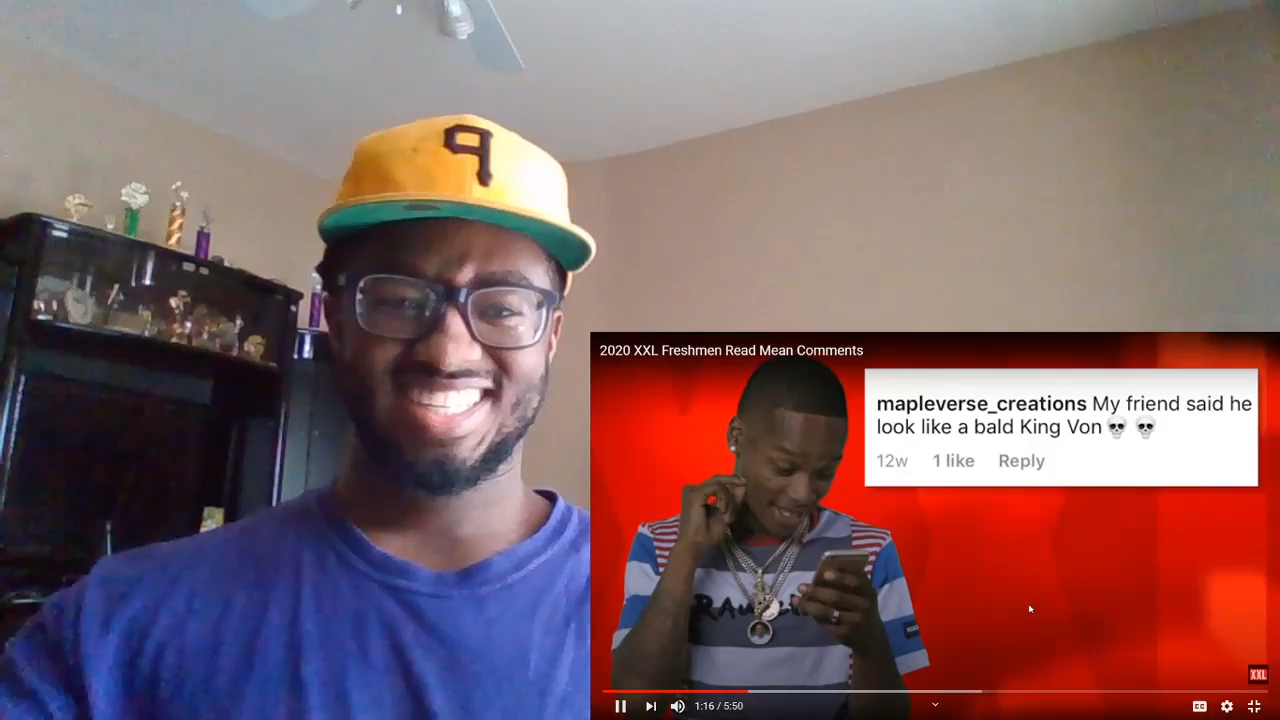 2020 XXL Freshmen Read Mean Comments
mapleverse_creations My friend said he
look like a bald King Von💀 💀
12w 1 like Reply
XXL
1:16 / 5:50
CC